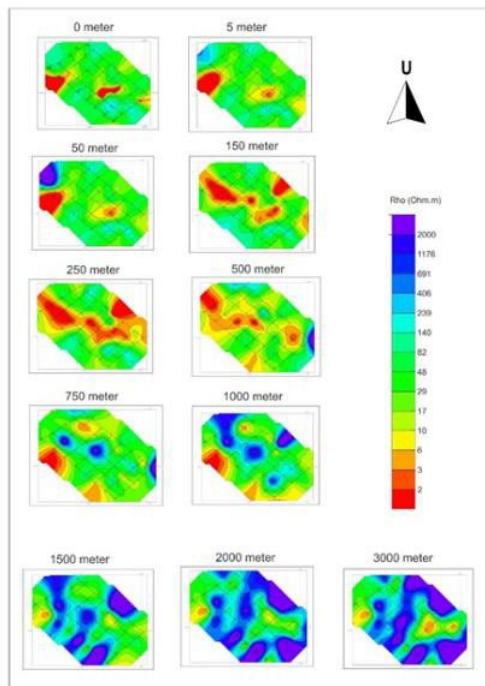 0 meter
5 meter
U
50 meter
150 meter
Rho (Ohm.m)
2000
1176
691
406
239
140
82
48
29
17
10
6
3
2
250 meter
500 meter
750 meter
1000 meter
1500 meter
2000 meter
3000 meter